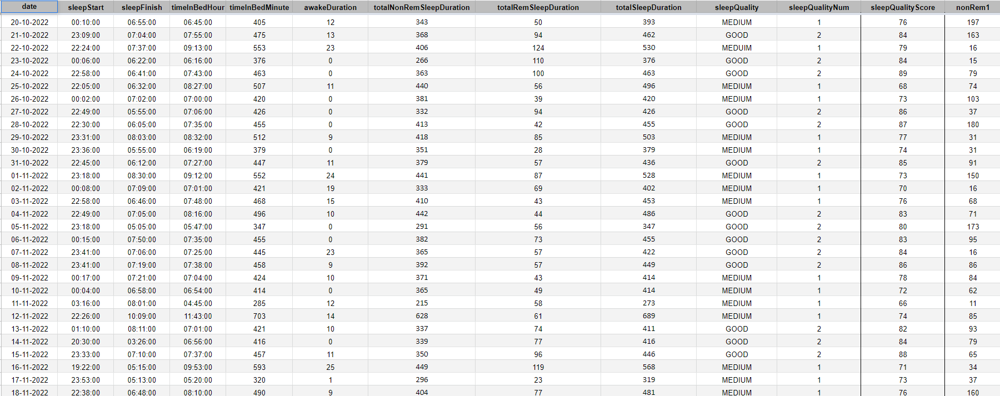 date sleepStart sleepFinish timeInBedHour timeInBedMinute awakeDuration totalNonRemSleepDuration totalRemSleepDuration totalSleepDuration sleepQuality sleepQualityNum sleepQualityScore nonRem1
20-10-2022 00:10:00 06:55:00 06:45:00 405 12 343 50 393 MEDIUM 1 76 197
21-10-2022 23:09:00 07:04:00 07:55:00 475 13 368 94 462 GOOD 2 84 163
22-10-2022 22:24:00 07:37:00 09:13:00 553 23 406 124 530 MEDUIM 1 79 16
23-10-2022 00:06:00 06:22:00 06:16:00 376 0 266 110 376 GOOD 2 84 15
24-10-2022 22:58:00 06:41:00 07:43:00 463 0 363 100 463 GOOD 2 89 79
25-10-2022 22:05:00 06:32:00 08:27:00 507 11 440 56 496 MEDIUM 1 68 74
26-10-2022 00:02:00 07:02:00 07:00:00 420 0 381 39 420 MEDIUM 1 73 103
27-10-2022 22:49:00 05:55:00 07:06:00 426 0 332 94 426 GOOD 2 86 37
28-10-2022 22:30:00 06:05:00 07:35:00 455 0 413 42 455 GOOD 2 87 180
29-10-2022 23:31:00 08:03:00 08:32:00 512 9 418 85 503 MEDIUM 1 77 31
30-10-2022 23:36:00 05:55:00 06:19:00 379 0 351 28 379 MEDIUM 1 74 31
31-10-2022 22:45:00 06:12:00 07:27:00 447 11 379 57 436 GOOD 2 85 91
01-11-2022 23:18:00 08:30:00 09:12:00 552 24 441 87 528 MEDIUM 1 73 150
02-11-2022 00:08:00 07:09:00 07:01:00 421 19 333 69 402 MEDIUM 1 70 16
03-11-2022 22:58:00 06:46:00 07:48:00 468 15 410 43 453 MEDIUM 1 76 68
04-11-2022 22:49:00 07:05:00 08:16:00 496 10 442 44 486 GOOD 2 83 71
05-11-2022 23:18:00 05:05:00 05:47:00 347 0 291 56 347 GOOD 2 80 173
06-11-2022 00:15:00 07:50:00 07:35:00 455 0 382 73 455 GOOD 2 83 95
07-11-2022 23:41:00 07:06:00 07:25:00 445 23 365 57 422 GOOD 2 84 16
08-11-2022 23:41:00 07:19:00 07:38:00 458 9 392 57 449 GOOD 2 86 86
09-11-2022 00:17:00 07:21:00 07:04:00 424 10 371 43 414 MEDIUM 1 78 84
10-11-2022 00:04:00 06:58:00 06:54:00 414 0 365 49 414 MEDIUM 1 72 62
11-11-2022 03:16:00 08:01:00 04:45:00 285 12 215 58 273 MEDIUM 1 66 11
12-11-2022 22:26:00 10:09:00 11:43:00 703 14 628 61 689 MEDIUM 1 74 85
13-11-2022 01:10:00 08:11:00 07:01:00 421 10 337 74 411 GOOD 2 82 93
14-11-2022 20:30:00 03:26:00 06:56:00 416 0 339 77 416 GOOD 2 84 79
15-11-2022 23:33:00 07:10:00 07:37:00 457 11 350 96 446 GOOD 2 88 65
16-11-2022 19:22:00 05:15:00 09:53:00 593 25 449 119 568 MEDIUM 1 71 34
17-11-2022 23:53:00 05:13:00 05:20:00 320 1 296 23 319 MEDIUM 1 73 37
18-11-2022 22:38:00 06:48:00 08:10:00 490 9 404 77 481 MEDIUM 1 76 160